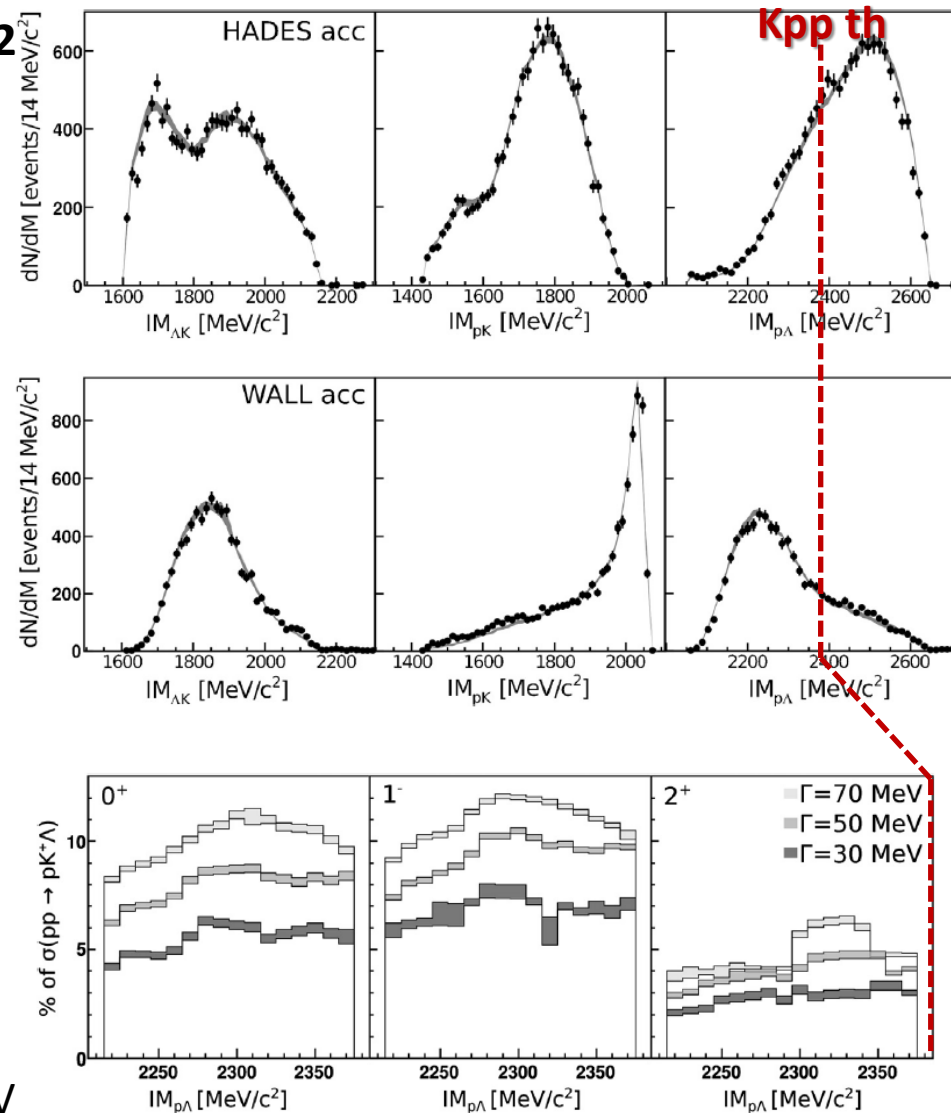 2
Kpp th
HADES acc
dN/dM [events/14 MeV/c²]
600
400
200
0
1600 1800 2000 2200
1400 1600 1800 2000
2200 2400 2600
IM_ΛK [MeV/c²]
IM_pK [MeV/c²]
IM_pΛ [MeV/c²]
WALL acc
dN/dM [events/14 MeV/c²]
800
600
400
200
0
1600 1800 2000 2200
1400 1600 1800 2000
2200 2400 2600
IM_ΛK [MeV/c²]
IM_pK [MeV/c²]
IM_pΛ [MeV/c²]
0⁺
1⁻
2⁺
Γ=70 MeV
Γ=50 MeV
Γ=30 MeV
% of σ(pp → pK⁺Λ)
10
5
0
2250 2300 2350
2250 2300 2350
2250 2300 2350
IM_pΛ [MeV/c²]
IM_pΛ [MeV/c²]
IM_pΛ [MeV/c²]
V